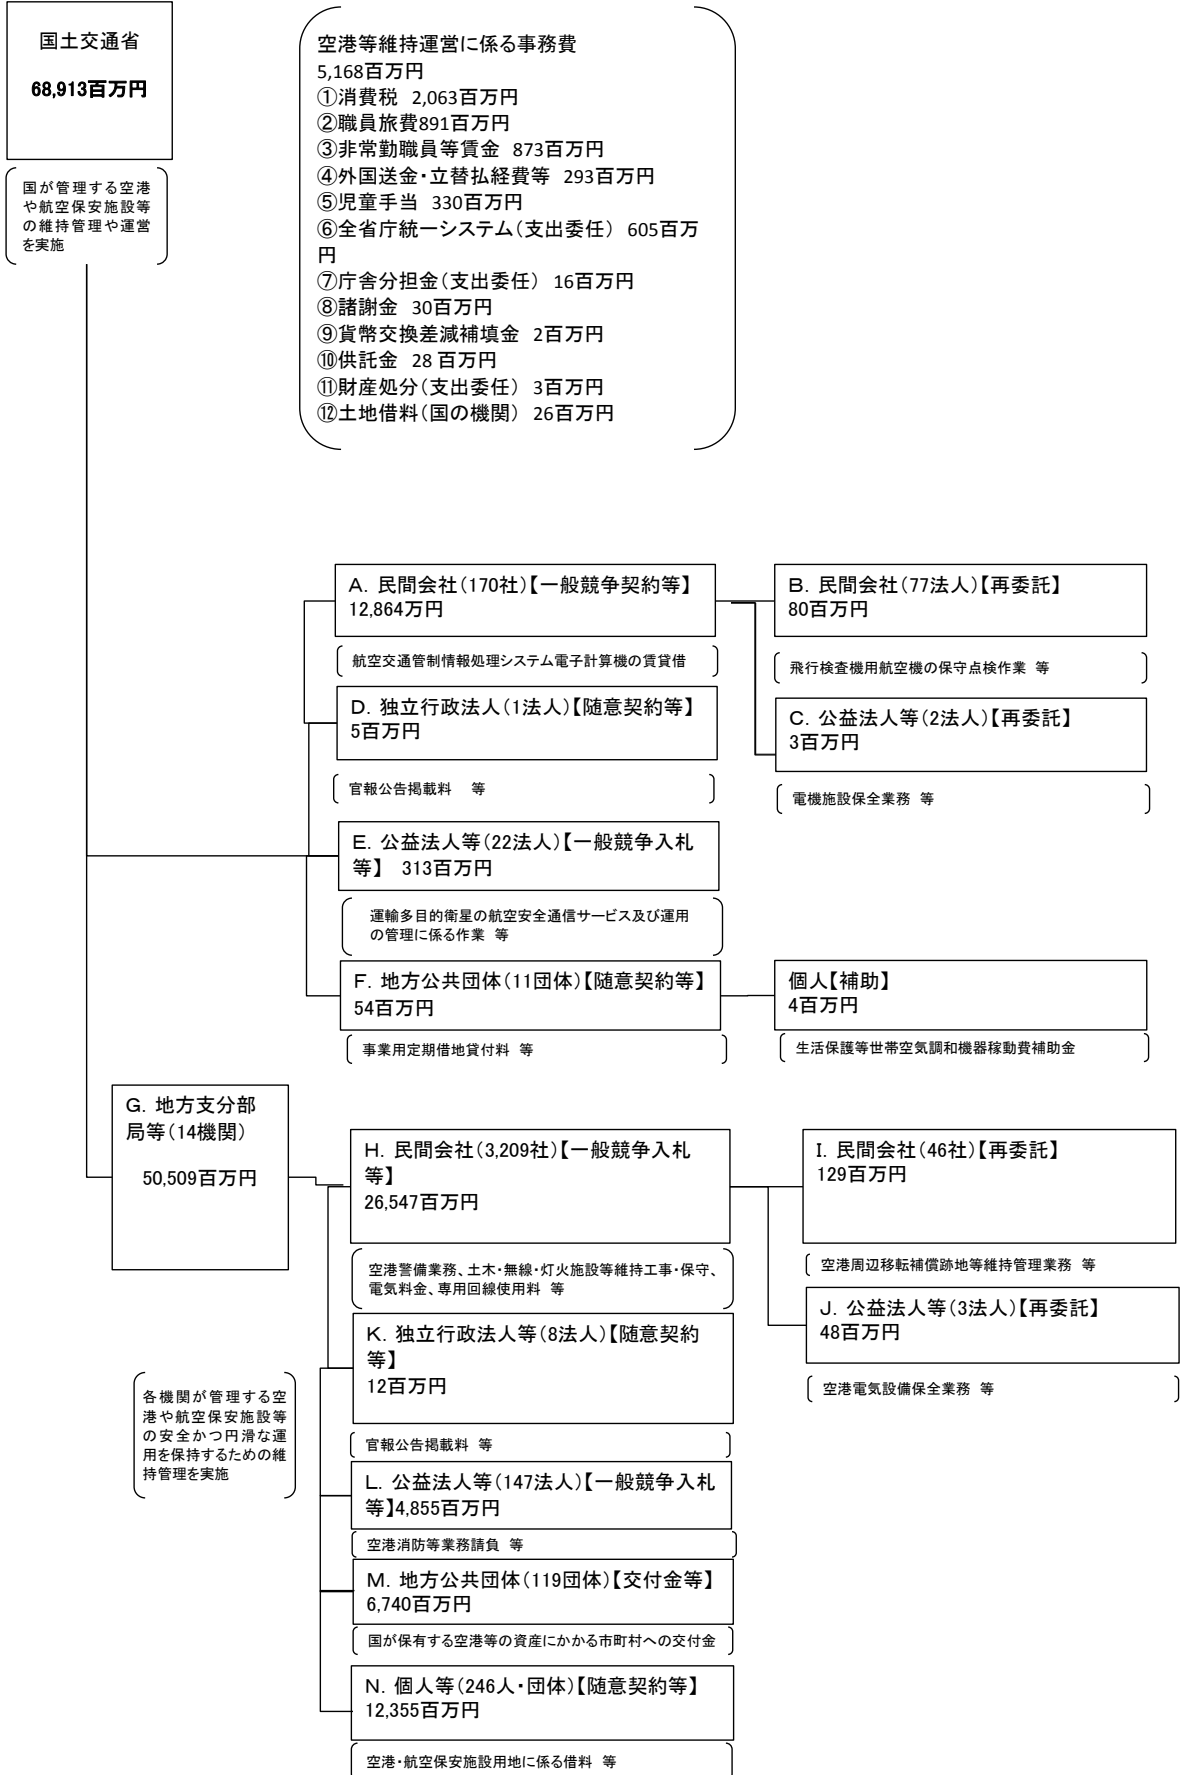 国土交通省
68,913百万円
国が管理する空港
や航空保安施設等
の維持管理や運営
を実施
空港等維持運営に係る事務費
5,168百万円
①消費税 2,063百万円
②職員旅費891百万円
③非常勤職員等賃金 873百万円
④外国送金・立替払経費等 293百万円
⑤児童手当 330百万円
⑥全省庁統一システム(支出委任) 605百万
円
⑦庁舎分担金(支出委任) 16百万円
⑧諸謝金 30百万円
⑨貨幣交換差減補填金 2百万円
⑩供託金 28 百万円
⑪財産処分(支出委任) 3百万円
⑫土地借料(国の機関) 26百万円
A. 民間会社(170社)【一般競争契約等】
12,864万円
航空交通管制情報処理システム電子計算機の賃貸借
B. 民間会社(77法人)【再委託】
80百万円
飛行検査機用航空機の保守点検作業 等
C. 公益法人等(2法人)【再委託】
3百万円
電機施設保全業務 等
D. 独立行政法人(1法人)【随意契約等】
5百万円
官報公告掲載料 等
E. 公益法人等(22法人)【一般競争入札
等】 313百万円
運輸多目的衛星の航空安全通信サービス及び運用
の管理に係る作業 等
F. 地方公共団体(11団体)【随意契約等】
54百万円
事業用定期借地貸付料 等
個人【補助】
4百万円
生活保護等世帯空気調和機器稼動費補助金
G. 地方支分部
局等(14機関)
50,509百万円
各機関が管理する空
港や航空保安施設等
の安全かつ円滑な運
用を保持するための維
持管理を実施
H. 民間会社(3,209社)【一般競争入札
等】
26,547百万円
空港警備業務、土木・無線・灯火施設等維持工事・保守、
電気料金、専用回線使用料 等
I. 民間会社(46社)【再委託】
129百万円
空港周辺移転補償跡地等維持管理業務 等
J. 公益法人等(3法人)【再委託】
48百万円
空港電気設備保全業務 等
K. 独立行政法人等(8法人)【随意契約
等】
12百万円
官報公告掲載料 等
L. 公益法人等(147法人)【一般競争入札
等】4,855百万円
空港消防等業務請負 等
M. 地方公共団体(119団体)【交付金等】
6,740百万円
国が保有する空港等の資産にかかる市町村への交付金
N. 個人等(246人・団体)【随意契約等】
12,355百万円
空港・航空保安施設用地に係る借料 等